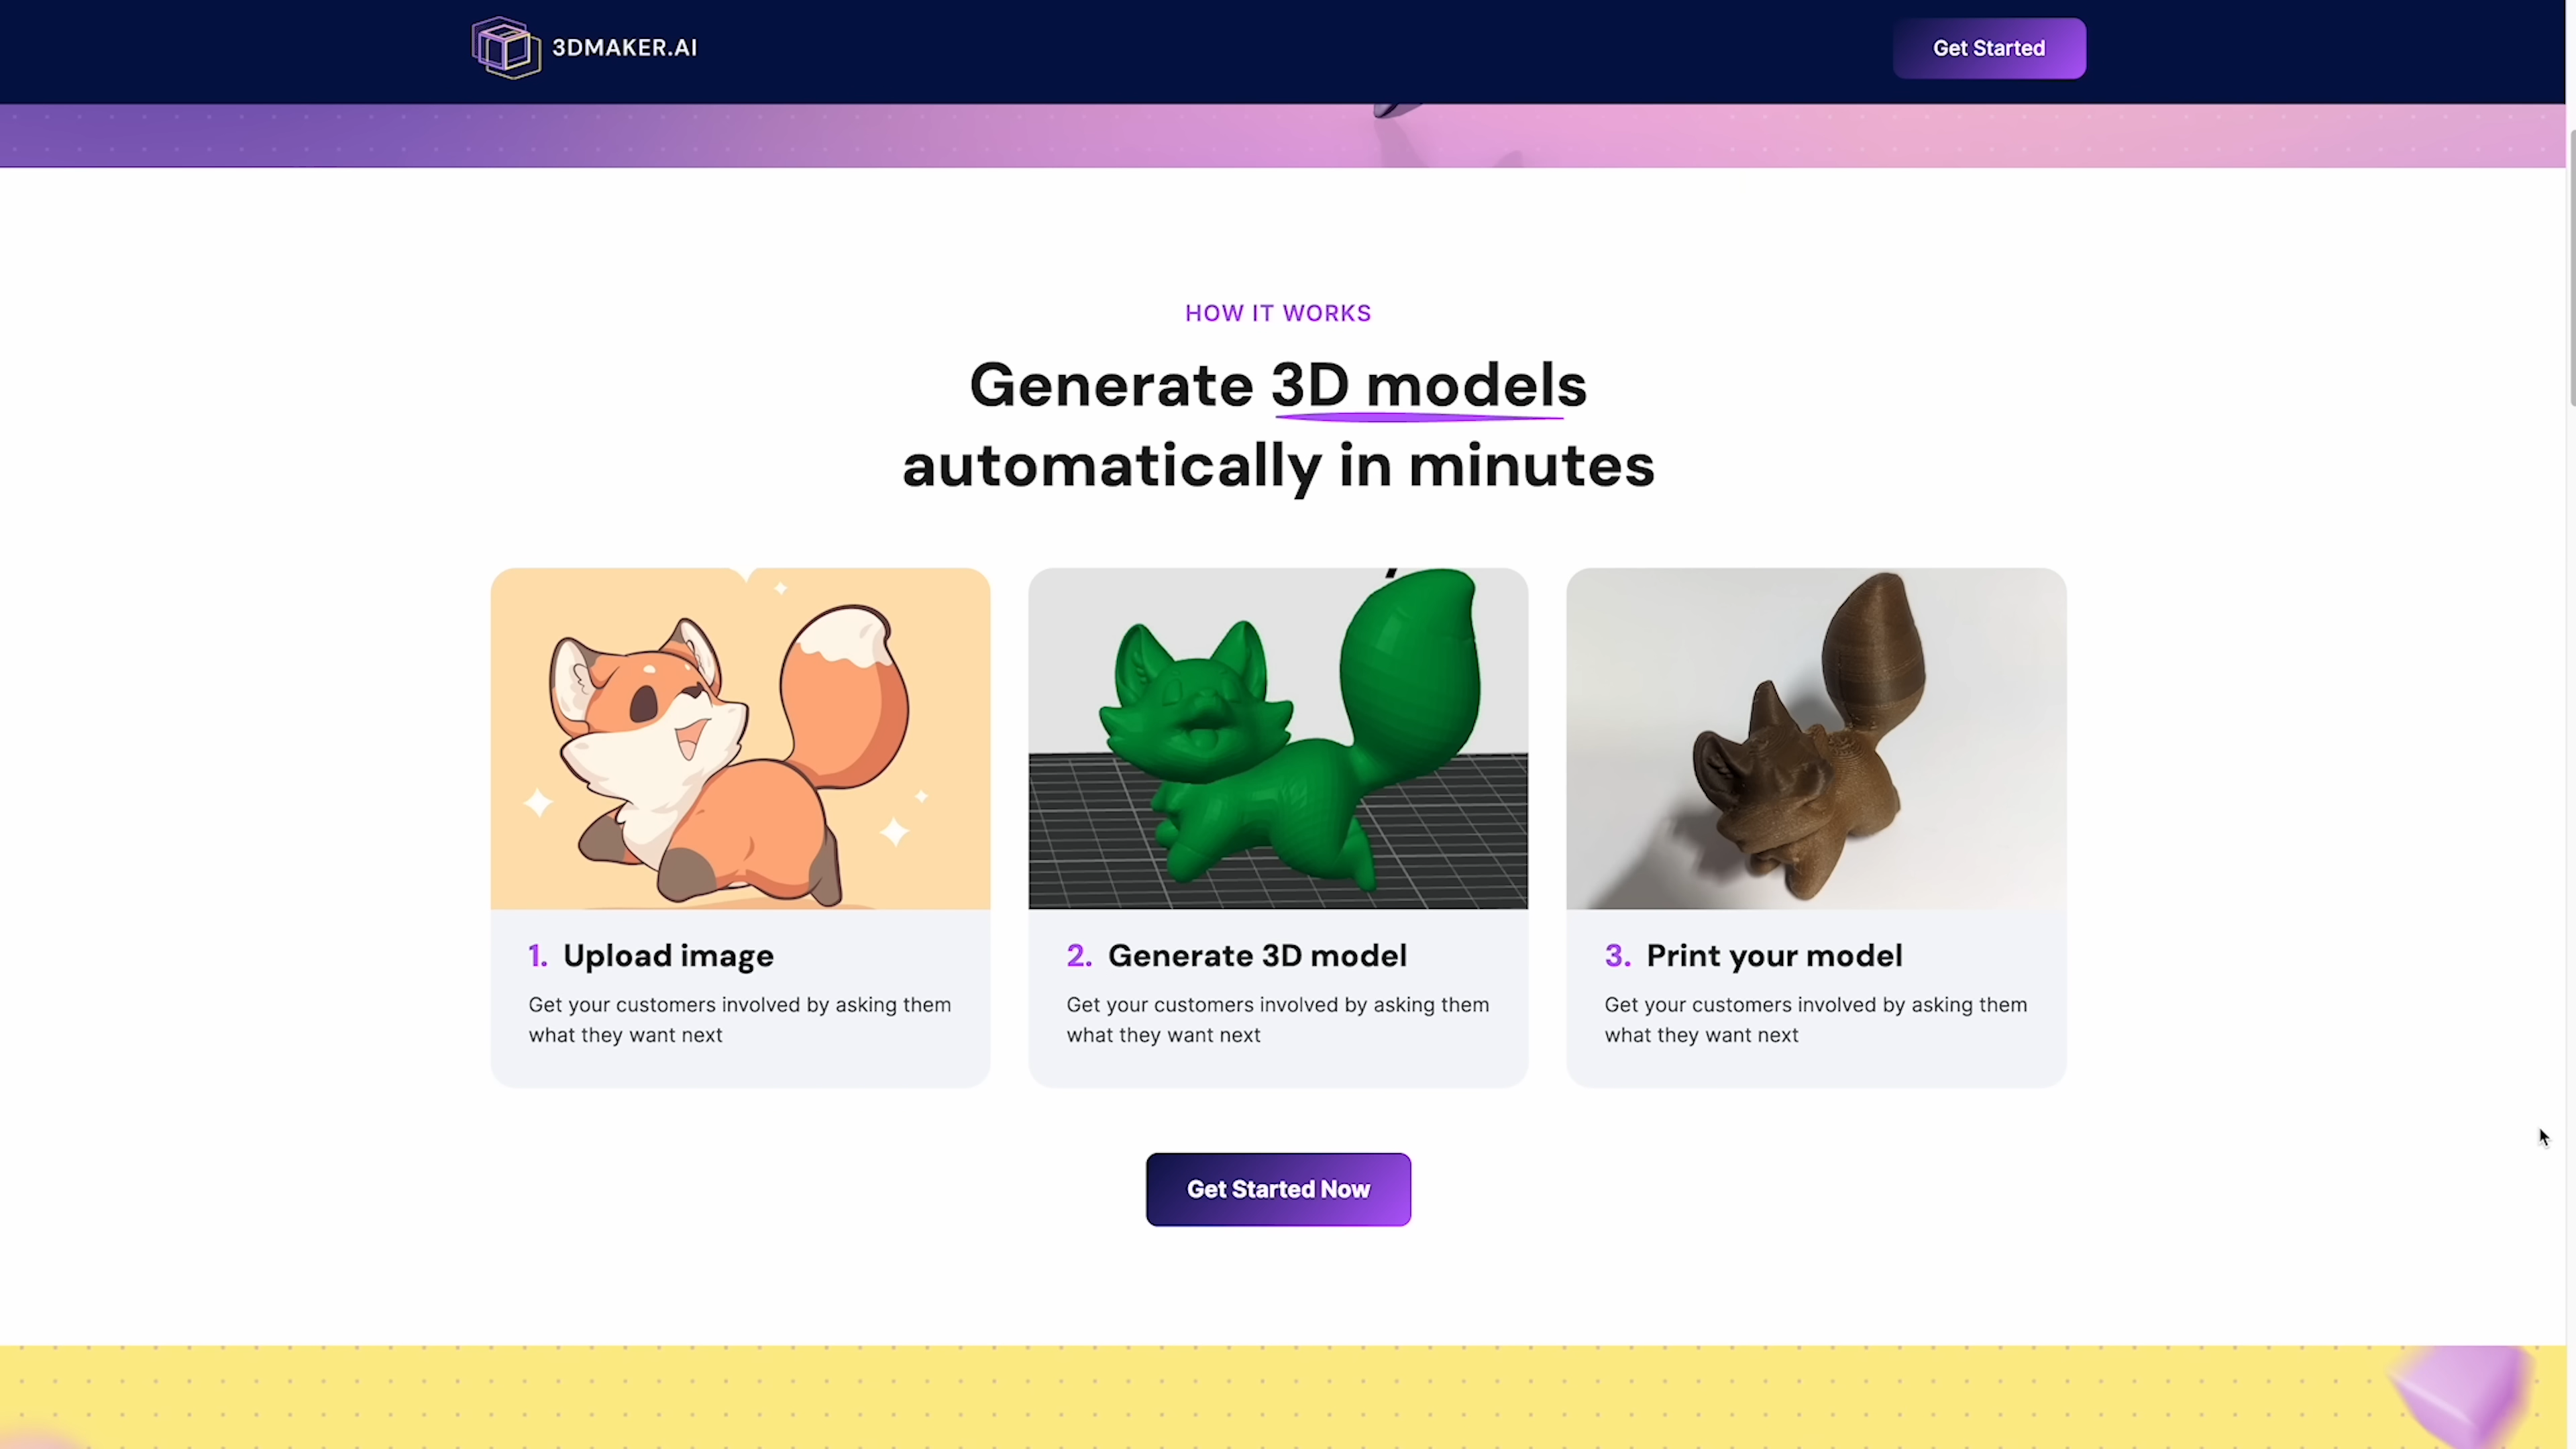 3DMAKER.AI
Get Started
HOW IT WORKS
Generate 3D models
automatically in minutes
1. Upload image
Get your customers involved by asking them
what they want next
2. Generate 3D model
Get your customers involved by asking them
what they want next
3. Print your model
Get your customers involved by asking them
what they want next
Get Started Now